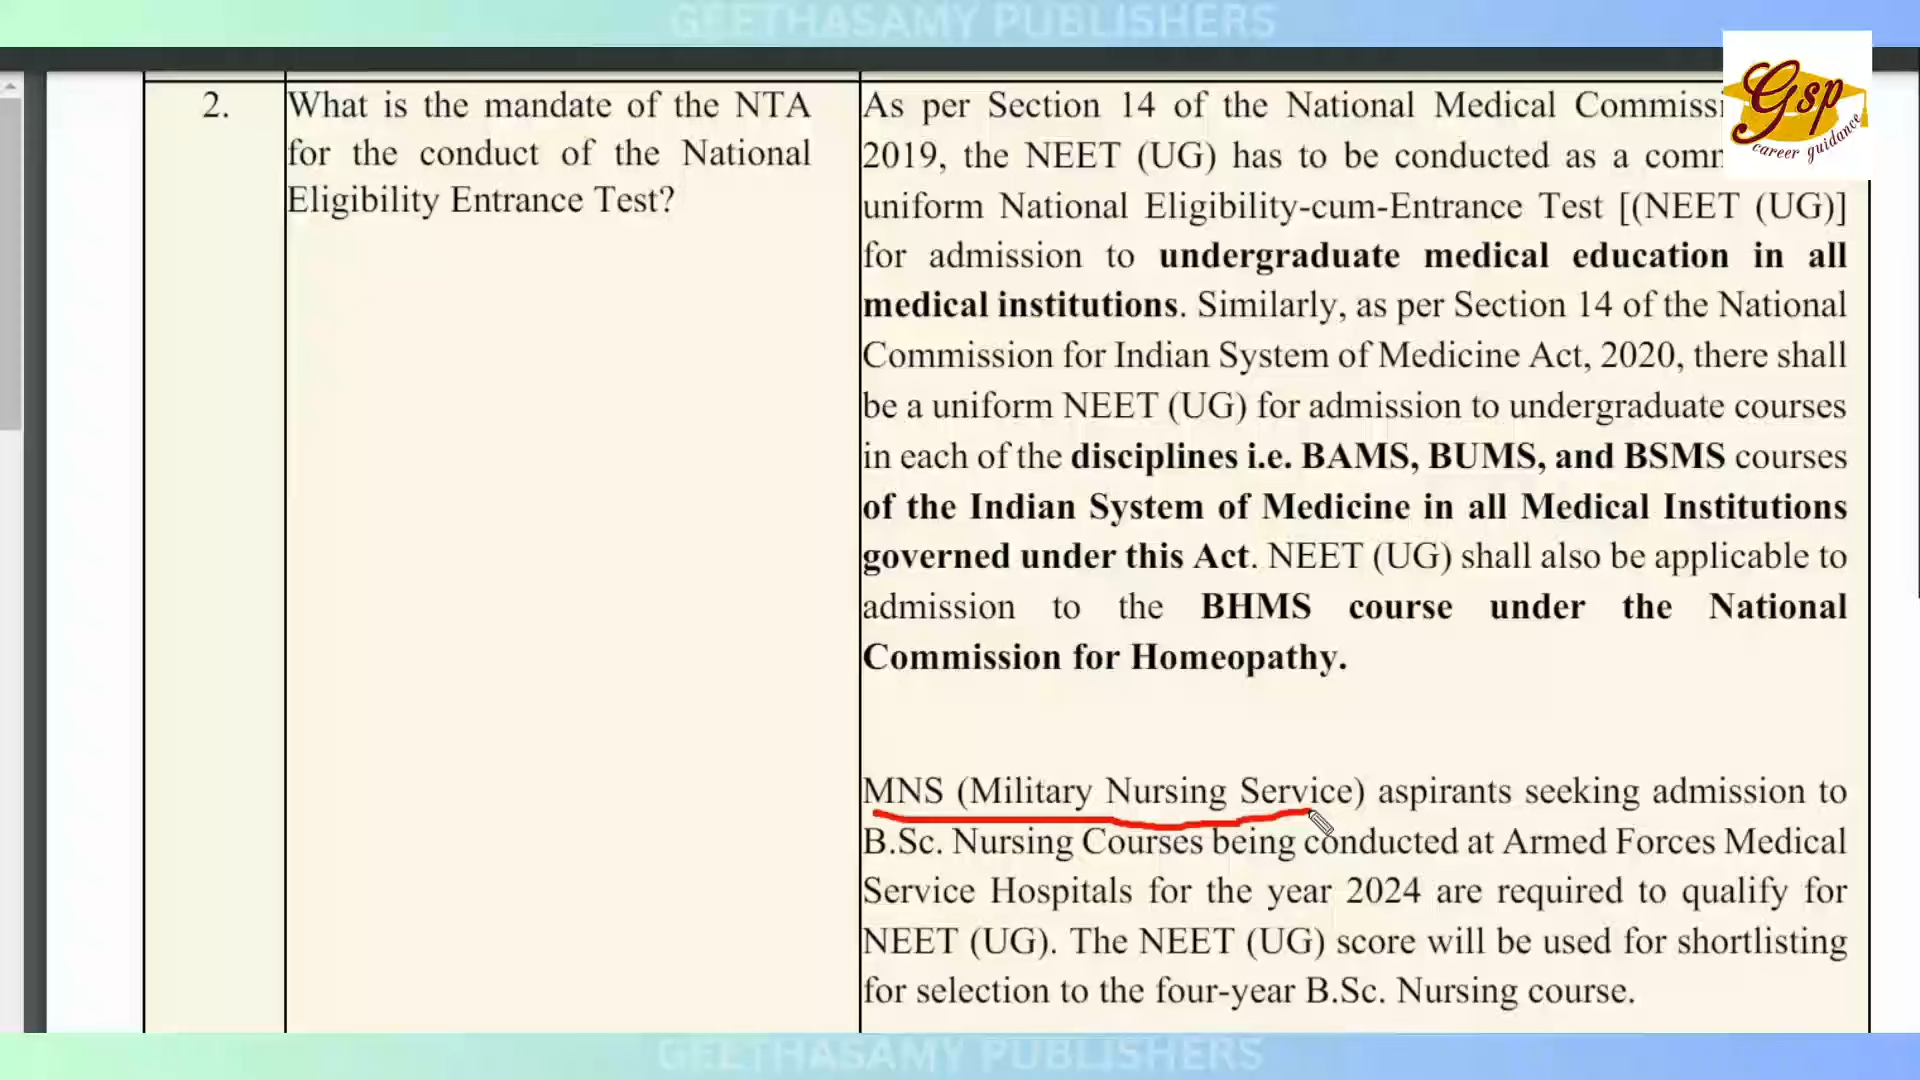 GEETHASAMY PUBLISHERS
Gsp
career guidance
2.
What is the mandate of the NTA
for the conduct of the National
Eligibility Entrance Test?
As per Section 14 of the National Medical Commiss
2019, the NEET (UG) has to be conducted as a com
uniform National Eligibility-cum-Entrance Test [(NEET (UG)]
for admission to undergraduate medical education in all
medical institutions. Similarly, as per Section 14 of the National
Commission for Indian System of Medicine Act, 2020, there shall
be a uniform NEET (UG) for admission to undergraduate courses
in each of the disciplines i.e. BAMS, BUMS, and BSMS courses
of the Indian System of Medicine in all Medical Institutions
governed under this Act. NEET (UG) shall also be applicable to
admission to the BHMS course under the National
Commission for Homeopathy.
MNS (Military Nursing Service) aspirants seeking admission to
B.Sc. Nursing Courses being conducted at Armed Forces Medical
Service Hospitals for the year 2024 are required to qualify for
NEET (UG). The NEET (UG) score will be used for shortlisting
for selection to the four-year B.Sc. Nursing course.
GEETHASAMY PUBLISHERS